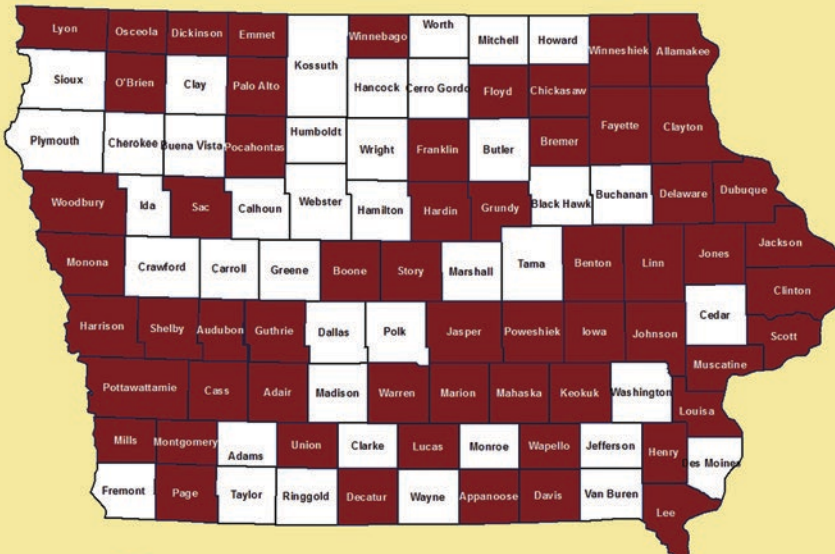 Lyon
Osceola
Dickinson
Emmet
Winnebago
Worth
Mitchell
Howard
Winneshiek
Allamakee
Kossuth
Sioux
O'Brien
Clay
Palo Alto
Hancock
Cerro Gordo
Floyd
Chickasaw
Fayette
Clayton
Plymouth
Cherokee
Buena Vista
Pocahontas
Humboldt
Wright
Franklin
Butler
Bremer
Woodbury
Ida
Sac
Calhoun
Webster
Hamilton
Hardin
Grundy
Black Hawk
Buchanan
Delaware
Dubuque
Monona
Crawford
Carroll
Greene
Boone
Story
Marshall
Tama
Benton
Linn
Jones
Jackson
Clinton
Harrison
Shelby
Audubon
Guthrie
Dallas
Polk
Jasper
Poweshiek
Iowa
Johnson
Cedar
Scott
Muscatine
Pottawattamie
Cass
Adair
Madison
Warren
Marion
Mahaska
Keokuk
Washington
Louisa
Mills
Montgomery
Adams
Union
Clarke
Lucas
Monroe
Wapello
Jefferson
Henry
Des Moines
Fremont
Page
Taylor
Ringgold
Decatur
Wayne
Appanoose
Davis
Van Buren
Lee